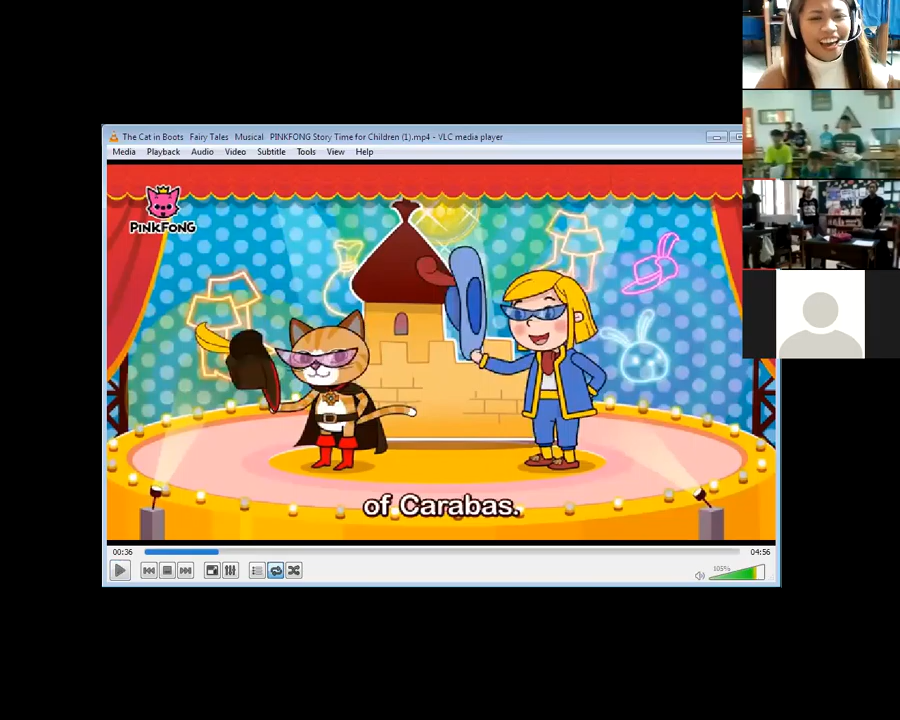 The Cat in Boots Fairy Tales Musical PINKFONG Story Time for Children (1).mp4 - VLC media player
Media Playback Audio Video Subtitle Tools View Help
PINKFONG
of Carabas.
00:36
04:56
105%